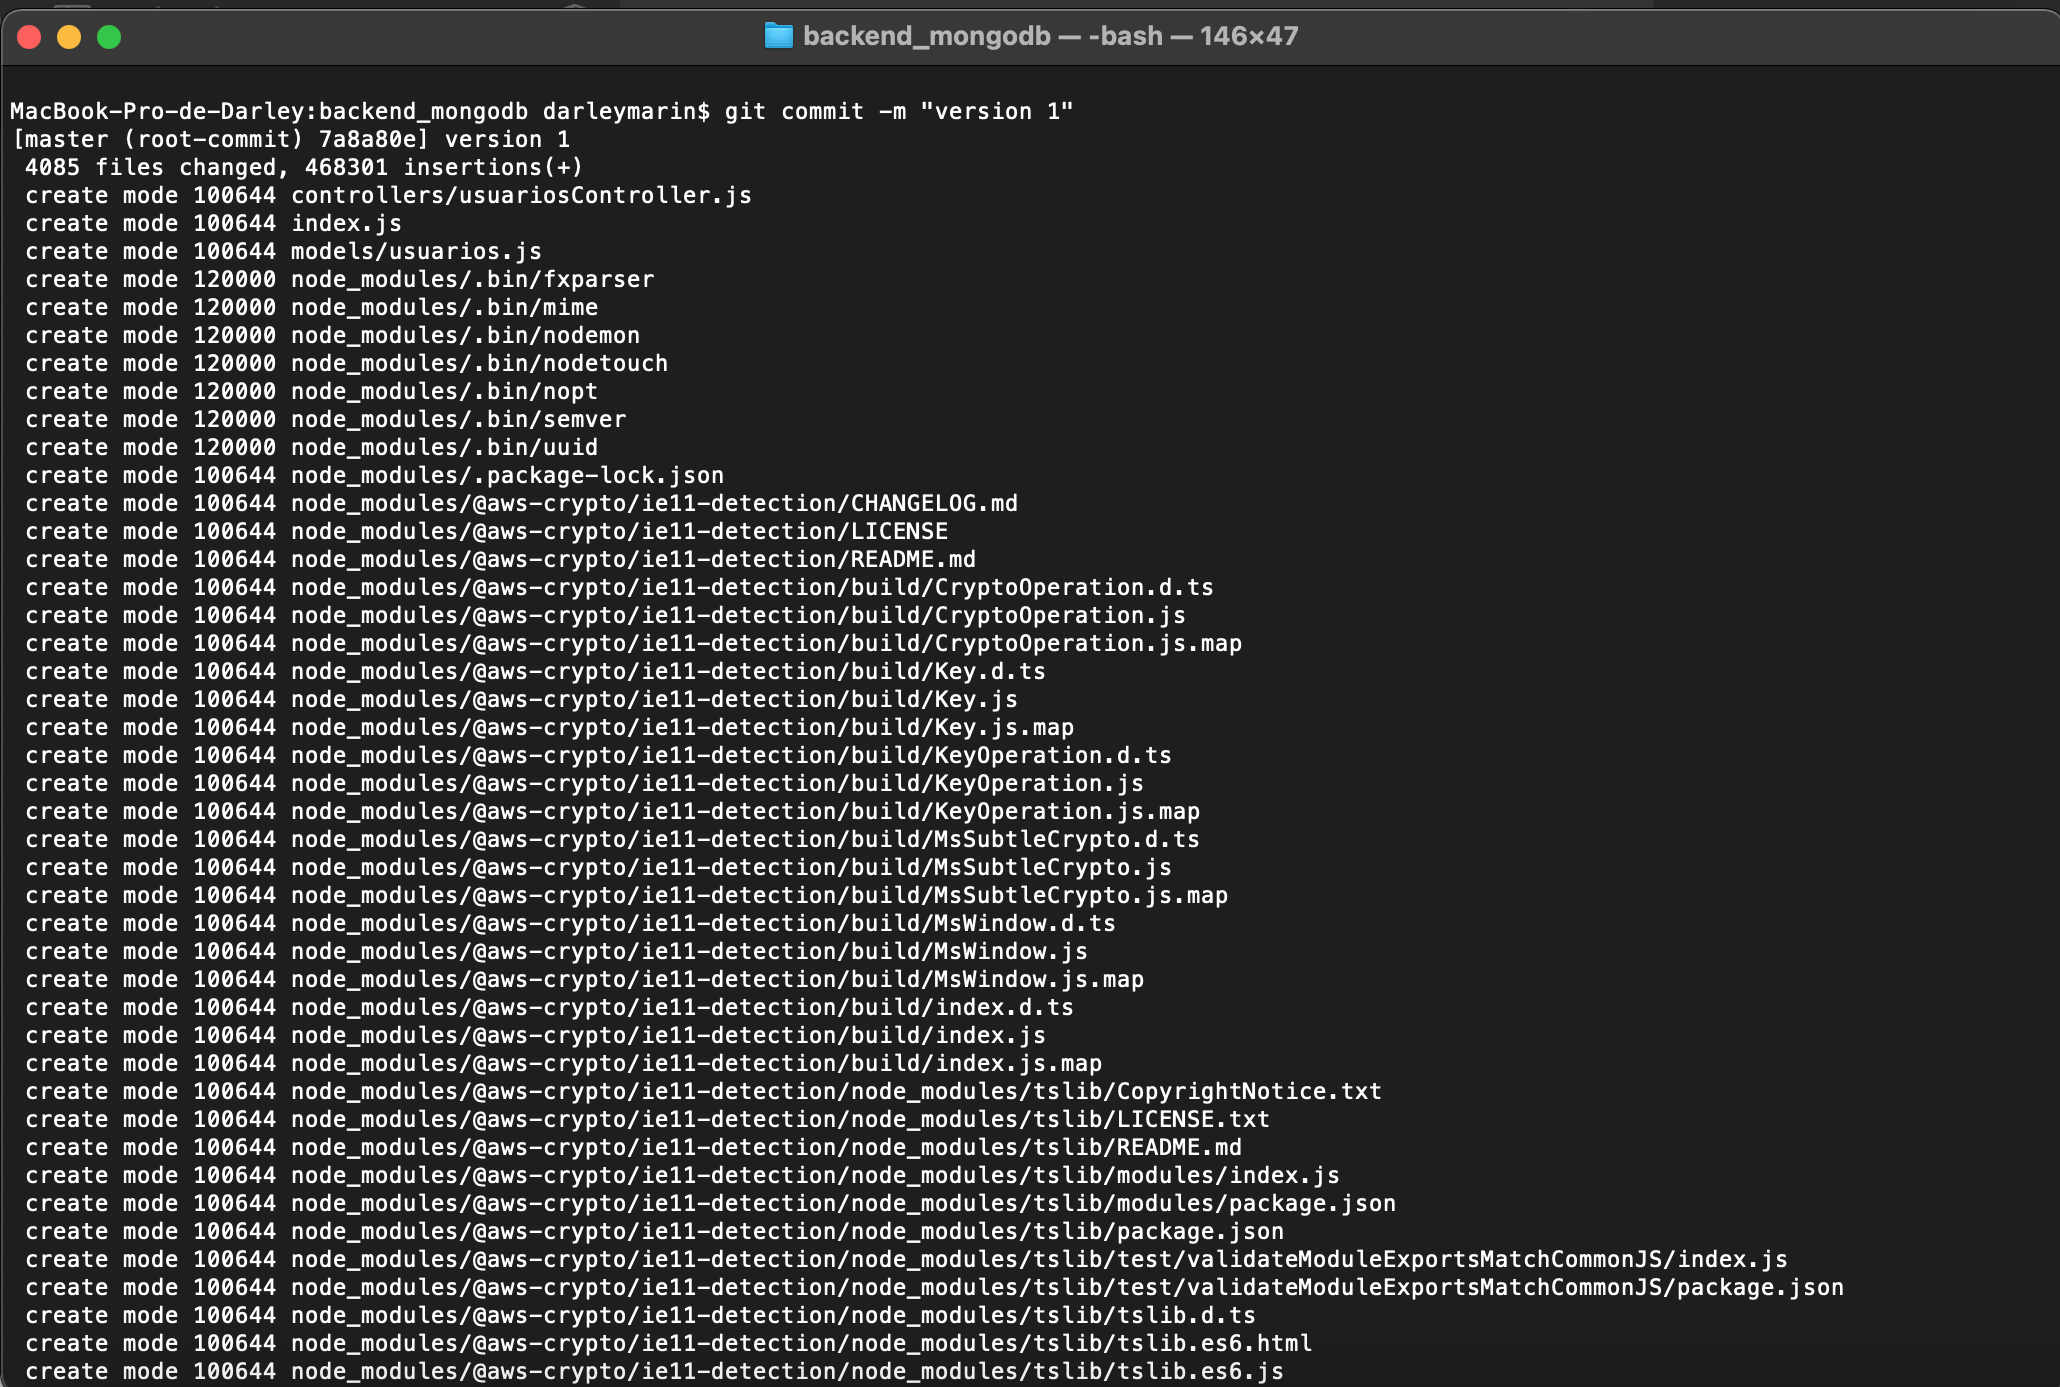 backend_mongodb — -bash — 146×47
MacBook-Pro-de-Darley:backend_mongodb darleymarin$ git commit -m "version 1"
[master (root-commit) 7a8a80e] version 1
 4085 files changed, 468301 insertions(+)
 create mode 100644 controllers/usuariosController.js
 create mode 100644 index.js
 create mode 100644 models/usuarios.js
 create mode 120000 node_modules/.bin/fxparser
 create mode 120000 node_modules/.bin/mime
 create mode 120000 node_modules/.bin/nodemon
 create mode 120000 node_modules/.bin/nodetouch
 create mode 120000 node_modules/.bin/nopt
 create mode 120000 node_modules/.bin/semver
 create mode 120000 node_modules/.bin/uuid
 create mode 100644 node_modules/.package-lock.json
 create mode 100644 node_modules/@aws-crypto/ie11-detection/CHANGELOG.md
 create mode 100644 node_modules/@aws-crypto/ie11-detection/LICENSE
 create mode 100644 node_modules/@aws-crypto/ie11-detection/README.md
 create mode 100644 node_modules/@aws-crypto/ie11-detection/build/CryptoOperation.d.ts
 create mode 100644 node_modules/@aws-crypto/ie11-detection/build/CryptoOperation.js
 create mode 100644 node_modules/@aws-crypto/ie11-detection/build/CryptoOperation.js.map
 create mode 100644 node_modules/@aws-crypto/ie11-detection/build/Key.d.ts
 create mode 100644 node_modules/@aws-crypto/ie11-detection/build/Key.js
 create mode 100644 node_modules/@aws-crypto/ie11-detection/build/Key.js.map
 create mode 100644 node_modules/@aws-crypto/ie11-detection/build/KeyOperation.d.ts
 create mode 100644 node_modules/@aws-crypto/ie11-detection/build/KeyOperation.js
 create mode 100644 node_modules/@aws-crypto/ie11-detection/build/KeyOperation.js.map
 create mode 100644 node_modules/@aws-crypto/ie11-detection/build/MsSubtleCrypto.d.ts
 create mode 100644 node_modules/@aws-crypto/ie11-detection/build/MsSubtleCrypto.js
 create mode 100644 node_modules/@aws-crypto/ie11-detection/build/MsSubtleCrypto.js.map
 create mode 100644 node_modules/@aws-crypto/ie11-detection/build/MsWindow.d.ts
 create mode 100644 node_modules/@aws-crypto/ie11-detection/build/MsWindow.js
 create mode 100644 node_modules/@aws-crypto/ie11-detection/build/MsWindow.js.map
 create mode 100644 node_modules/@aws-crypto/ie11-detection/build/index.d.ts
 create mode 100644 node_modules/@aws-crypto/ie11-detection/build/index.js
 create mode 100644 node_modules/@aws-crypto/ie11-detection/build/index.js.map
 create mode 100644 node_modules/@aws-crypto/ie11-detection/node_modules/tslib/CopyrightNotice.txt
 create mode 100644 node_modules/@aws-crypto/ie11-detection/node_modules/tslib/LICENSE.txt
 create mode 100644 node_modules/@aws-crypto/ie11-detection/node_modules/tslib/README.md
 create mode 100644 node_modules/@aws-crypto/ie11-detection/node_modules/tslib/modules/index.js
 create mode 100644 node_modules/@aws-crypto/ie11-detection/node_modules/tslib/modules/package.json
 create mode 100644 node_modules/@aws-crypto/ie11-detection/node_modules/tslib/package.json
 create mode 100644 node_modules/@aws-crypto/ie11-detection/node_modules/tslib/test/validateModuleExportsMatchCommonJS/index.js
 create mode 100644 node_modules/@aws-crypto/ie11-detection/node_modules/tslib/test/validateModuleExportsMatchCommonJS/package.json
 create mode 100644 node_modules/@aws-crypto/ie11-detection/node_modules/tslib/tslib.d.ts
 create mode 100644 node_modules/@aws-crypto/ie11-detection/node_modules/tslib/tslib.es6.html
 create mode 100644 node_modules/@aws-crypto/ie11-detection/node_modules/tslib/tslib.es6.js